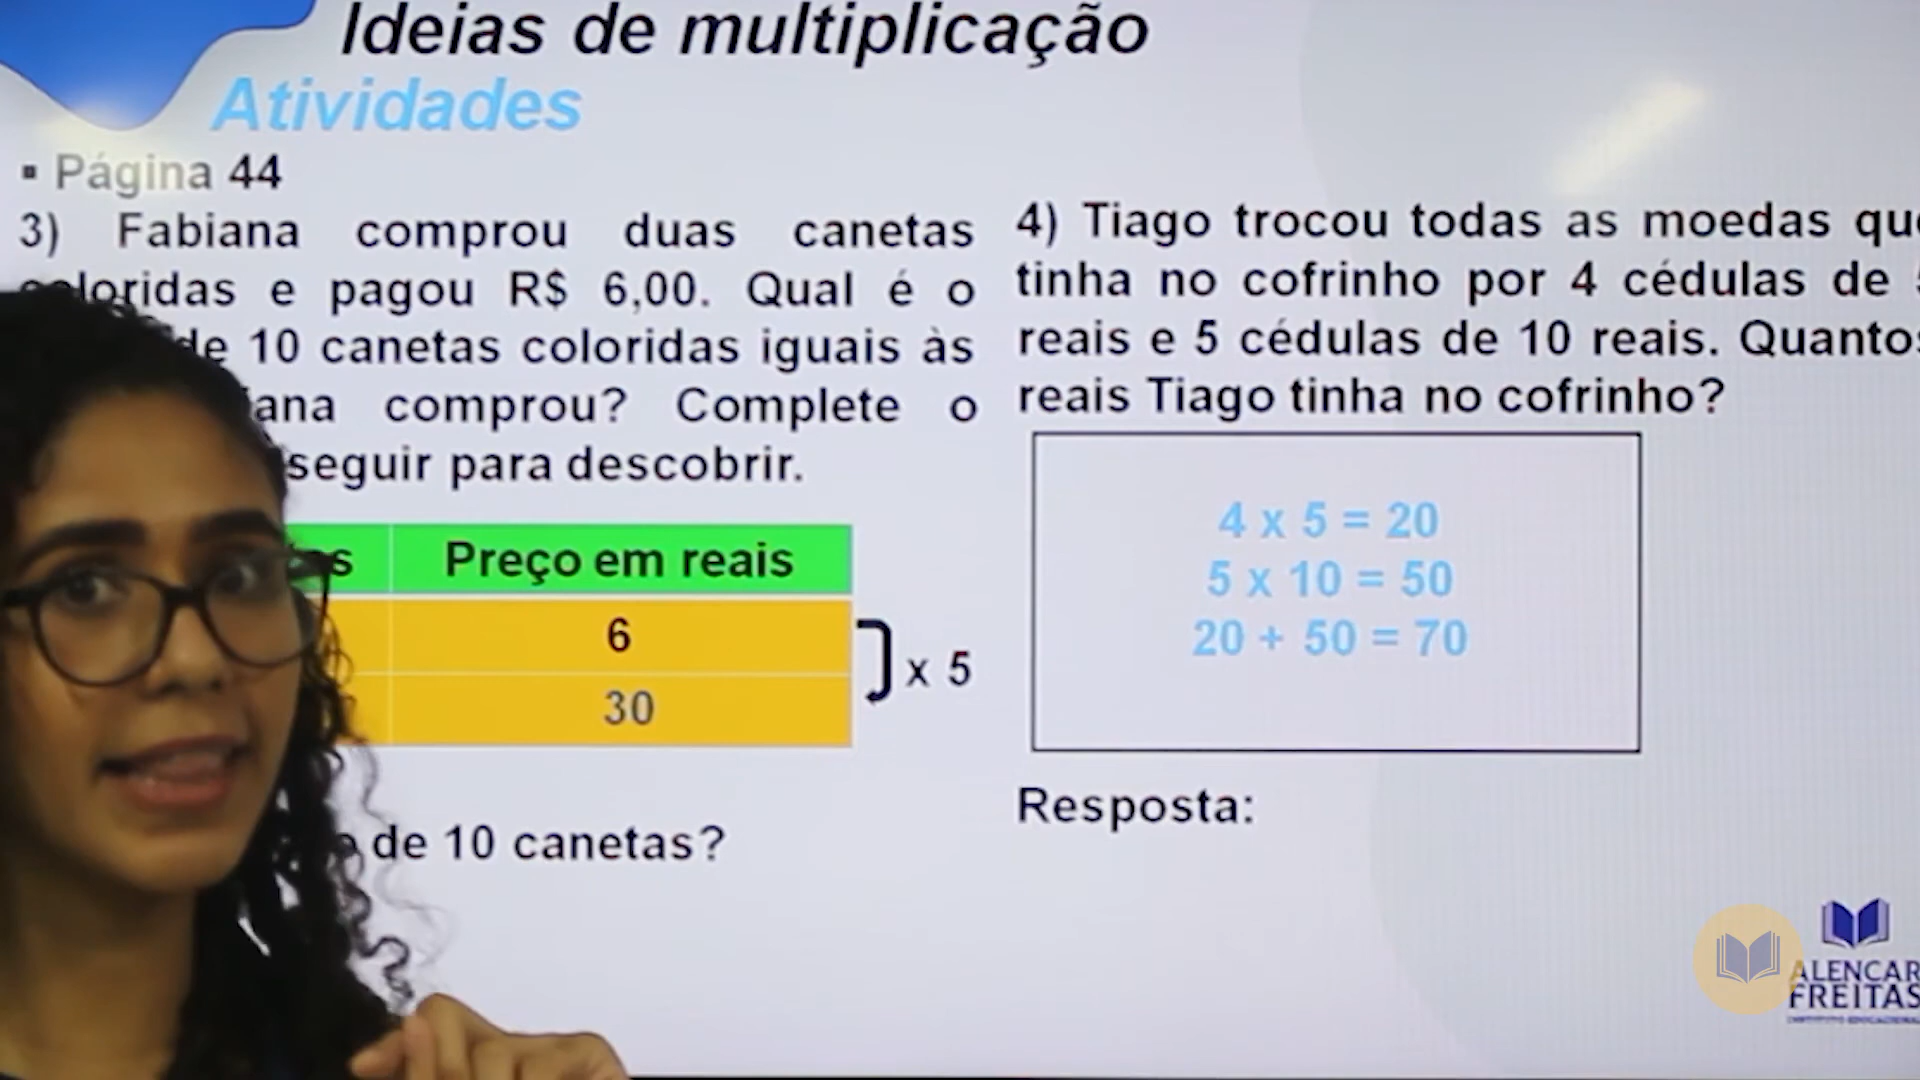 Ideias de multiplicação
Atividades
▪ Página 44
3) Fabiana comprou duas canetas
coloridas e pagou R$ 6,00. Qual é o
de 10 canetas coloridas iguais às
comprou? Complete o
seguir para descobrir.
Preço em reais
6
30
x 5
de 10 canetas?
4) Tiago trocou todas as moedas que
tinha no cofrinho por 4 cédulas de
reais e 5 cédulas de 10 reais. Quantos
reais Tiago tinha no cofrinho?
4 x 5 = 20
5 x 10 = 50
20 + 50 = 70
Resposta:
ALENCAR
FREITAS